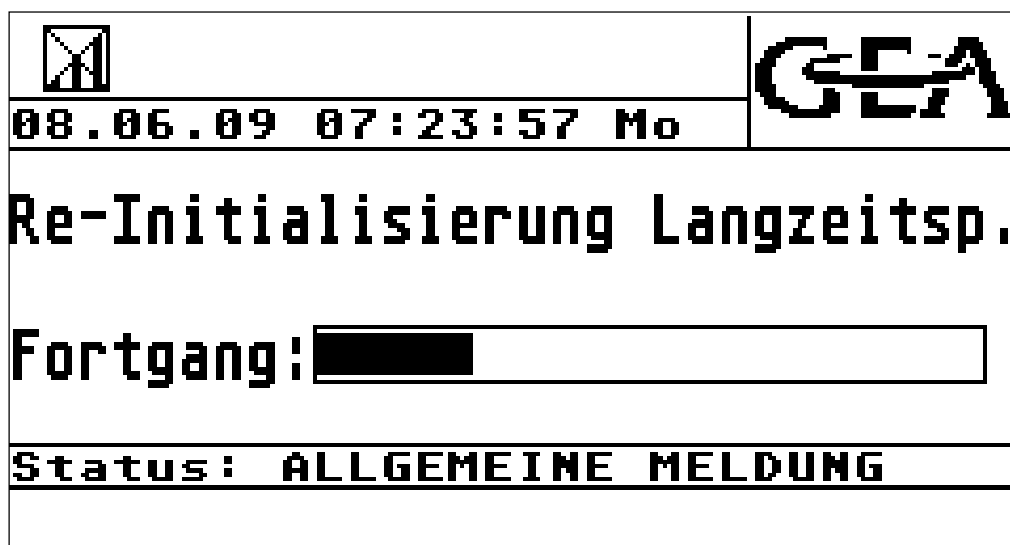 GEA
08.06.09 07:23:57 Mo
Re-Initialisierung Langzeitsp.
Fortgang:
Status: ALLGEMEINE MELDUNG